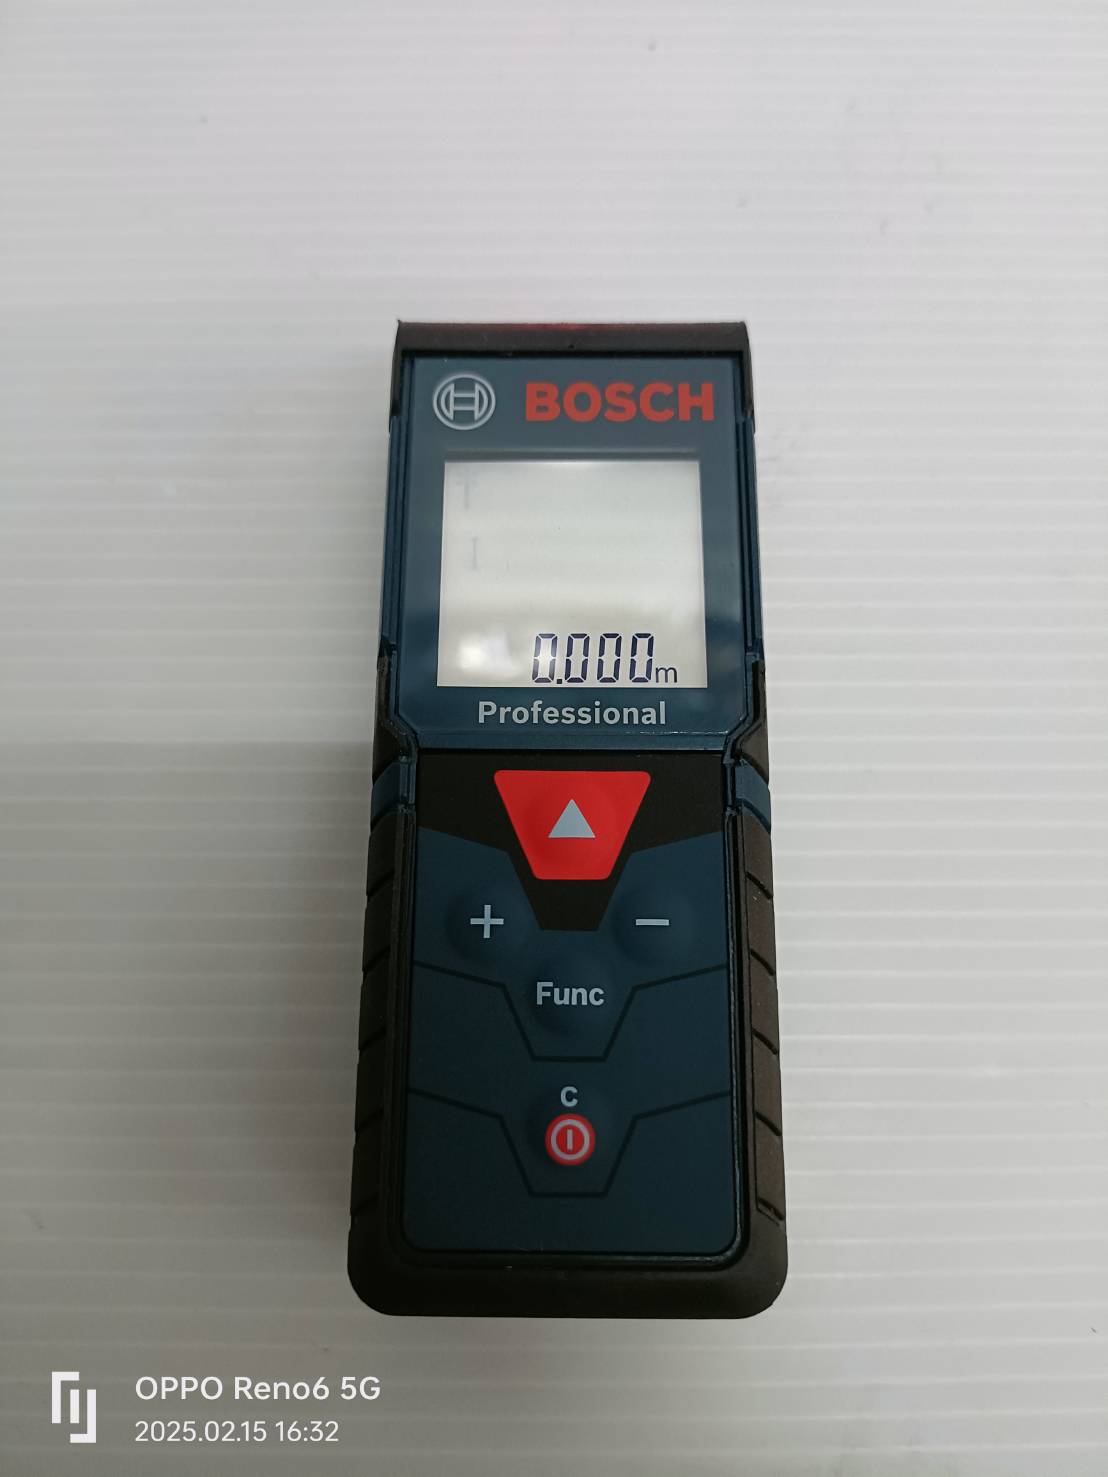 BOSCH
0.000m
Professional
+ −
Func
C
OPPO Reno6 5G
2025.02.15 16:32